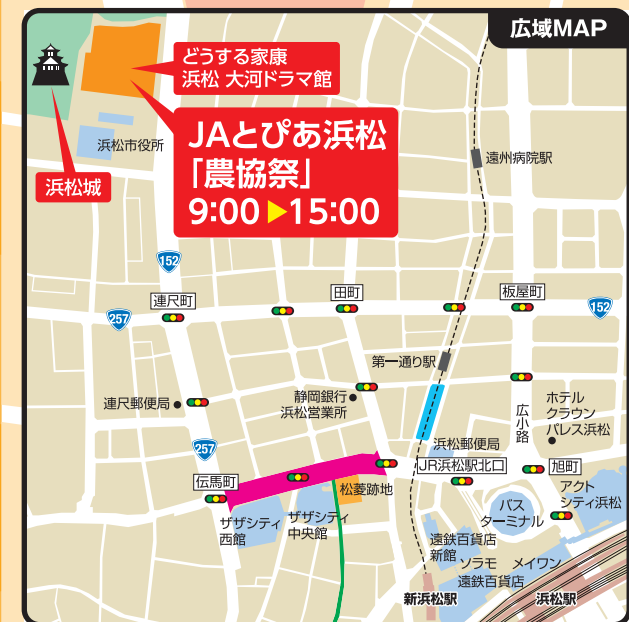 広域MAP
どうする家康
浜松 大河ドラマ館
JAとぴあ浜松
「農協祭」
9:00▶15:00
浜松市役所
浜松城
遠州病院駅
152
連尺町
田町
板屋町
257
152
第一通り駅
連尺郵便局
静岡銀行
浜松営業所
広小路
ホテル
クラウン
パレス浜松
257
浜松郵便局
伝馬町
JR浜松駅北口
旭町
松菱跡地
アクト
シティ浜松
ザザシティ
西館
ザザシティ
中央館
バス
ターミナル
遠鉄百貨店
新館
ソラモ
メイワン
遠鉄百貨店
新浜松駅
浜松駅